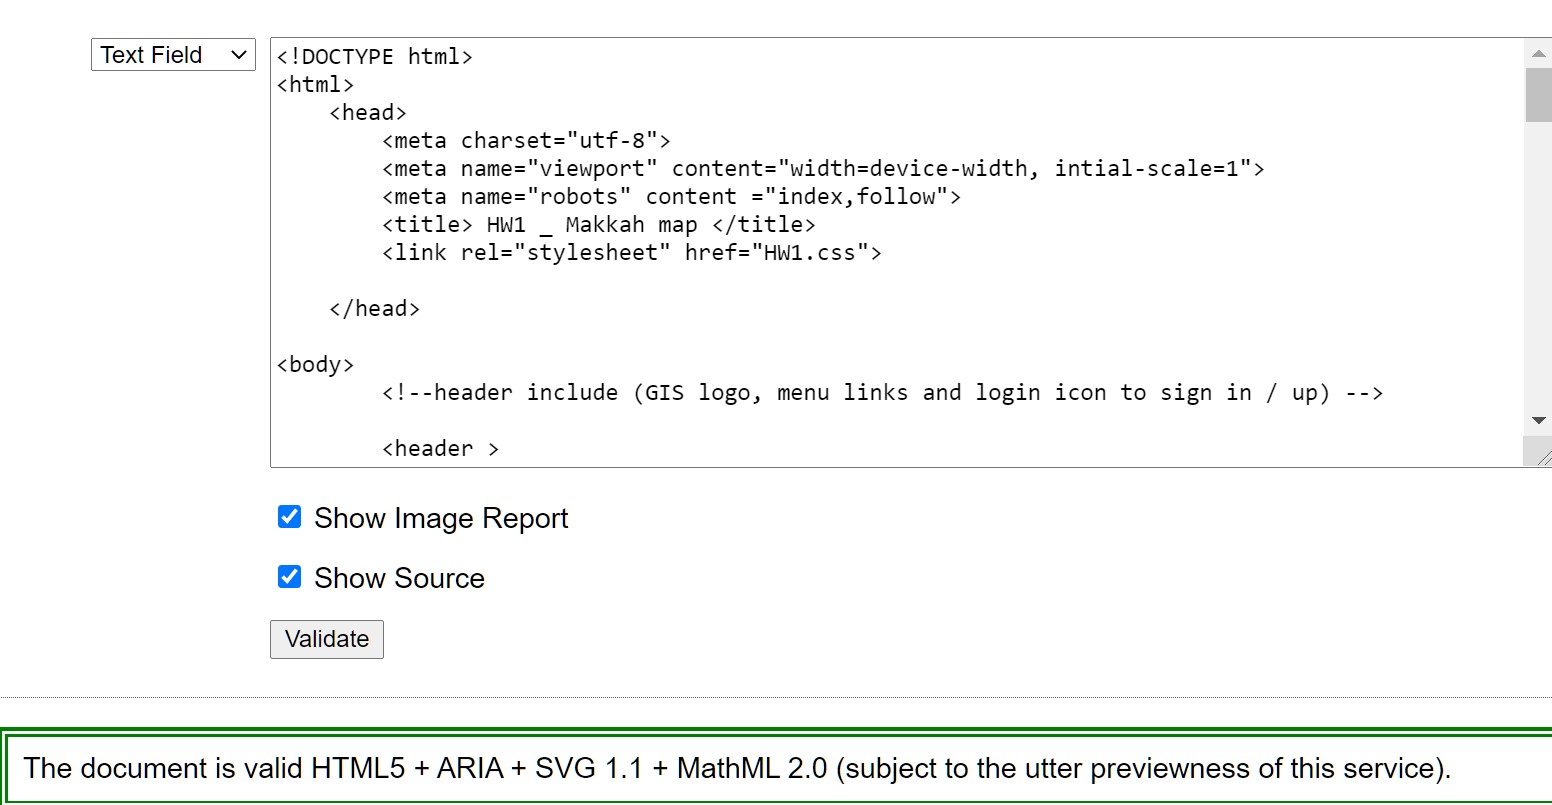 Text Field
<!DOCTYPE html>
<html>
<head>
<meta charset="utf-8">
<meta name="viewport" content="width=device-width, intial-scale=1">
<meta name="robots" content ="index,follow">
<title> HW1 _ Makkah map </title>
<link rel="stylesheet" href="HW1.css">
</head>
<body>
<!--header include (GIS logo, menu links and login icon to sign in / up) -->
<header >
Show Image Report
Show Source
Validate
The document is valid HTML5 + ARIA + SVG 1.1 + MathML 2.0 (subject to the utter previewness of this service).